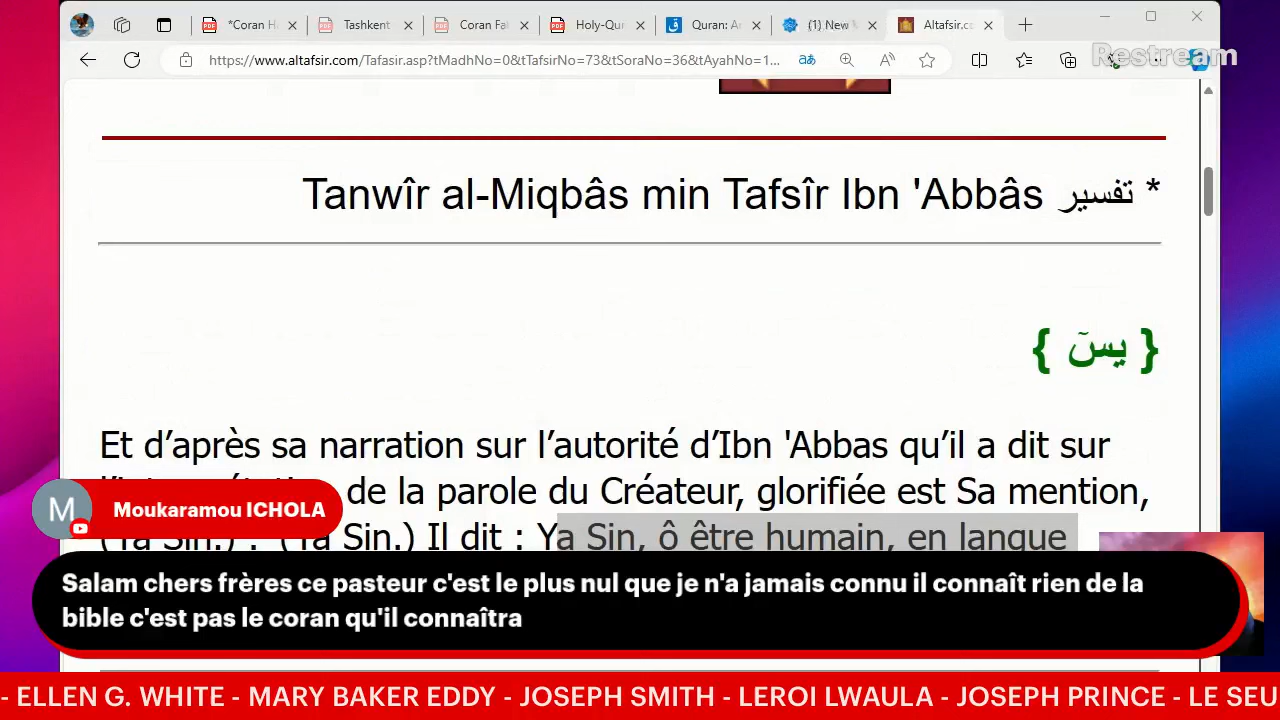 *Coran H
Tashkent
Coran Fa
Holy-Qur
Quran: A
(1) New M
Altafsir.c
https://www.altafsir.com/Tafasir.asp?tMadhNo=0&tTafsirNo=73&tSoraNo=36&tAyahNo=1...
Restream
* تفسير Tanwîr al-Miqbâs min Tafsîr Ibn 'Abbâs
{ يسۤ }
Et d’après sa narration sur l’autorité d’Ibn 'Abbas qu’il a dit sur
de la parole du Créateur, glorifiée est Sa mention,
(Ya Sin.) : (Ya Sin.) Il dit : Ya Sin, ô être humain, en langue
M
Moukaramou ICHOLA
Salam chers frères ce pasteur c'est le plus nul que je n'a jamais connu il connaît rien de la
bible c'est pas le coran qu'il connaîtra
- ELLEN G. WHITE - MARY BAKER EDDY - JOSEPH SMITH - LEROI LWAULA - JOSEPH PRINCE - LE SEU